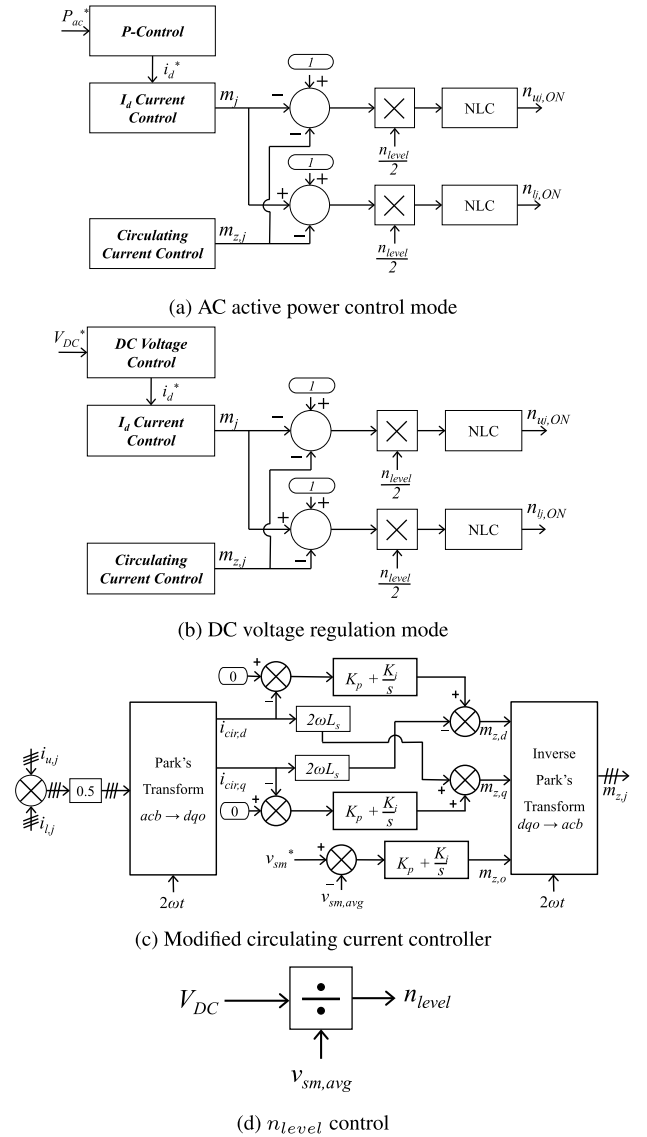 P_ac*
P-Control
i_d*
I_d Current Control
m_j
1
n_level/2
NLC
n_uj,ON
1
n_level/2
NLC
n_lj,ON
Circulating Current Control
m_z,j
(a) AC active power control mode
V_DC*
DC Voltage Control
i_d*
I_d Current Control
m_j
1
n_level/2
NLC
n_uj,ON
1
n_level/2
NLC
n_lj,ON
Circulating Current Control
m_z,j
(b) DC voltage regulation mode
i_u,j
i_l,j
0.5
Park's Transform
acb → dqo
2ωt
i_cir,d
i_cir,q
0
K_p + K_i/s
2ωL_s
2ωL_s
0
K_p + K_i/s
v_sm*
v_sm,avg
K_p + K_i/s
m_z,d
m_z,q
m_z,o
Inverse Park's Transform
dqo → acb
2ωt
m_z,j
(c) Modified circulating current controller
V_DC
÷
n_level
v_sm,avg
(d) n_level control